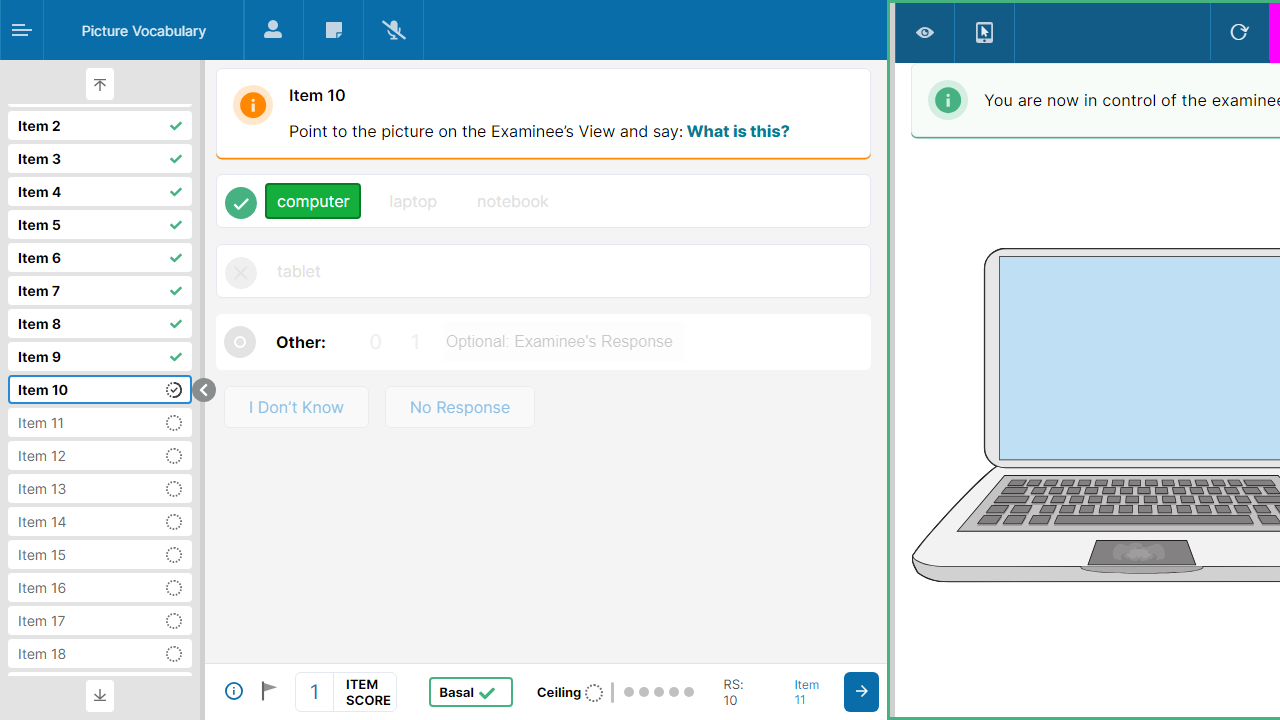 Picture Vocabulary
Item 2
Item 3
Item 4
Item 5
Item 6
Item 7
Item 8
Item 9
Item 10
Item 11
Item 12
Item 13
Item 14
Item 15
Item 16
Item 17
Item 18
Item 10
Point to the picture on the Examinee’s View and say: What is this?
computer laptop notebook
tablet
Other: 0 1 Optional: Examinee's Response
I Don’t Know No Response
1 ITEM SCORE Basal Ceiling RS: 10 Item 11
You are now in control of the examinee